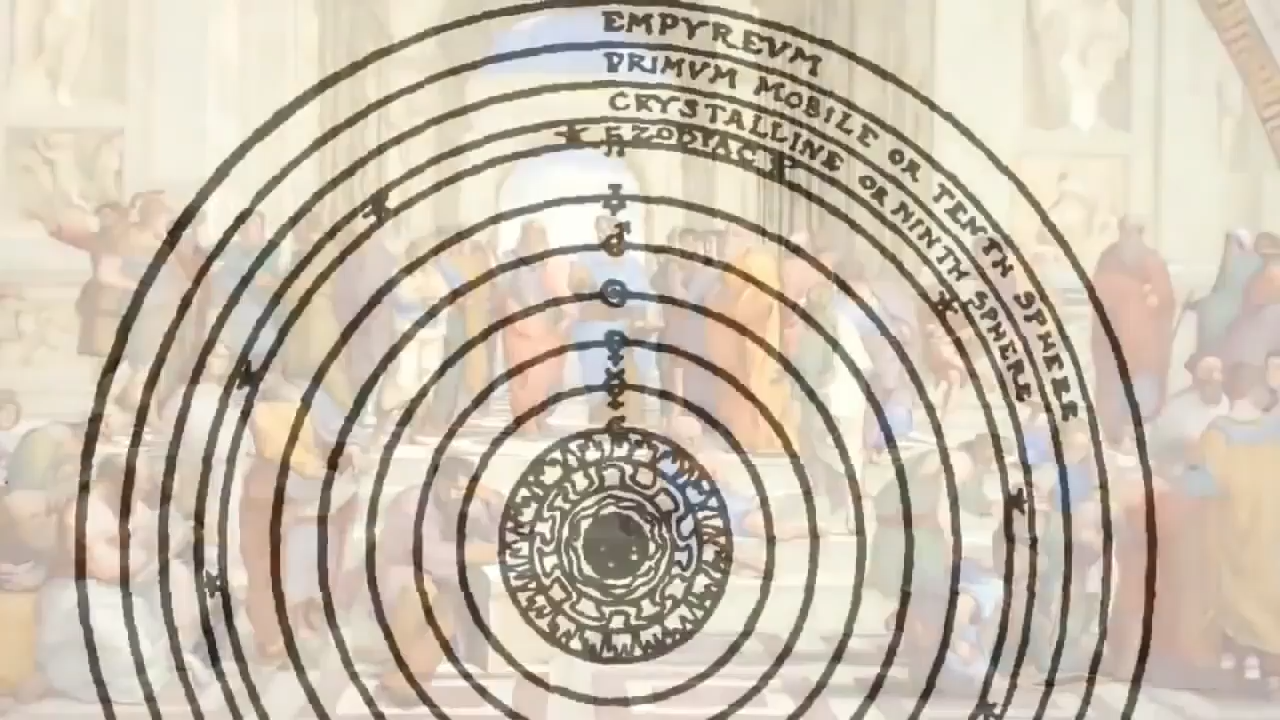 EMPYREVM
PRIMVM MOBILE OR TENTH SPHERE
CRYSTALLINE OR NINTH SPHERE
ZODIAC
♄
♃
♂
☉
♀
☿
☾